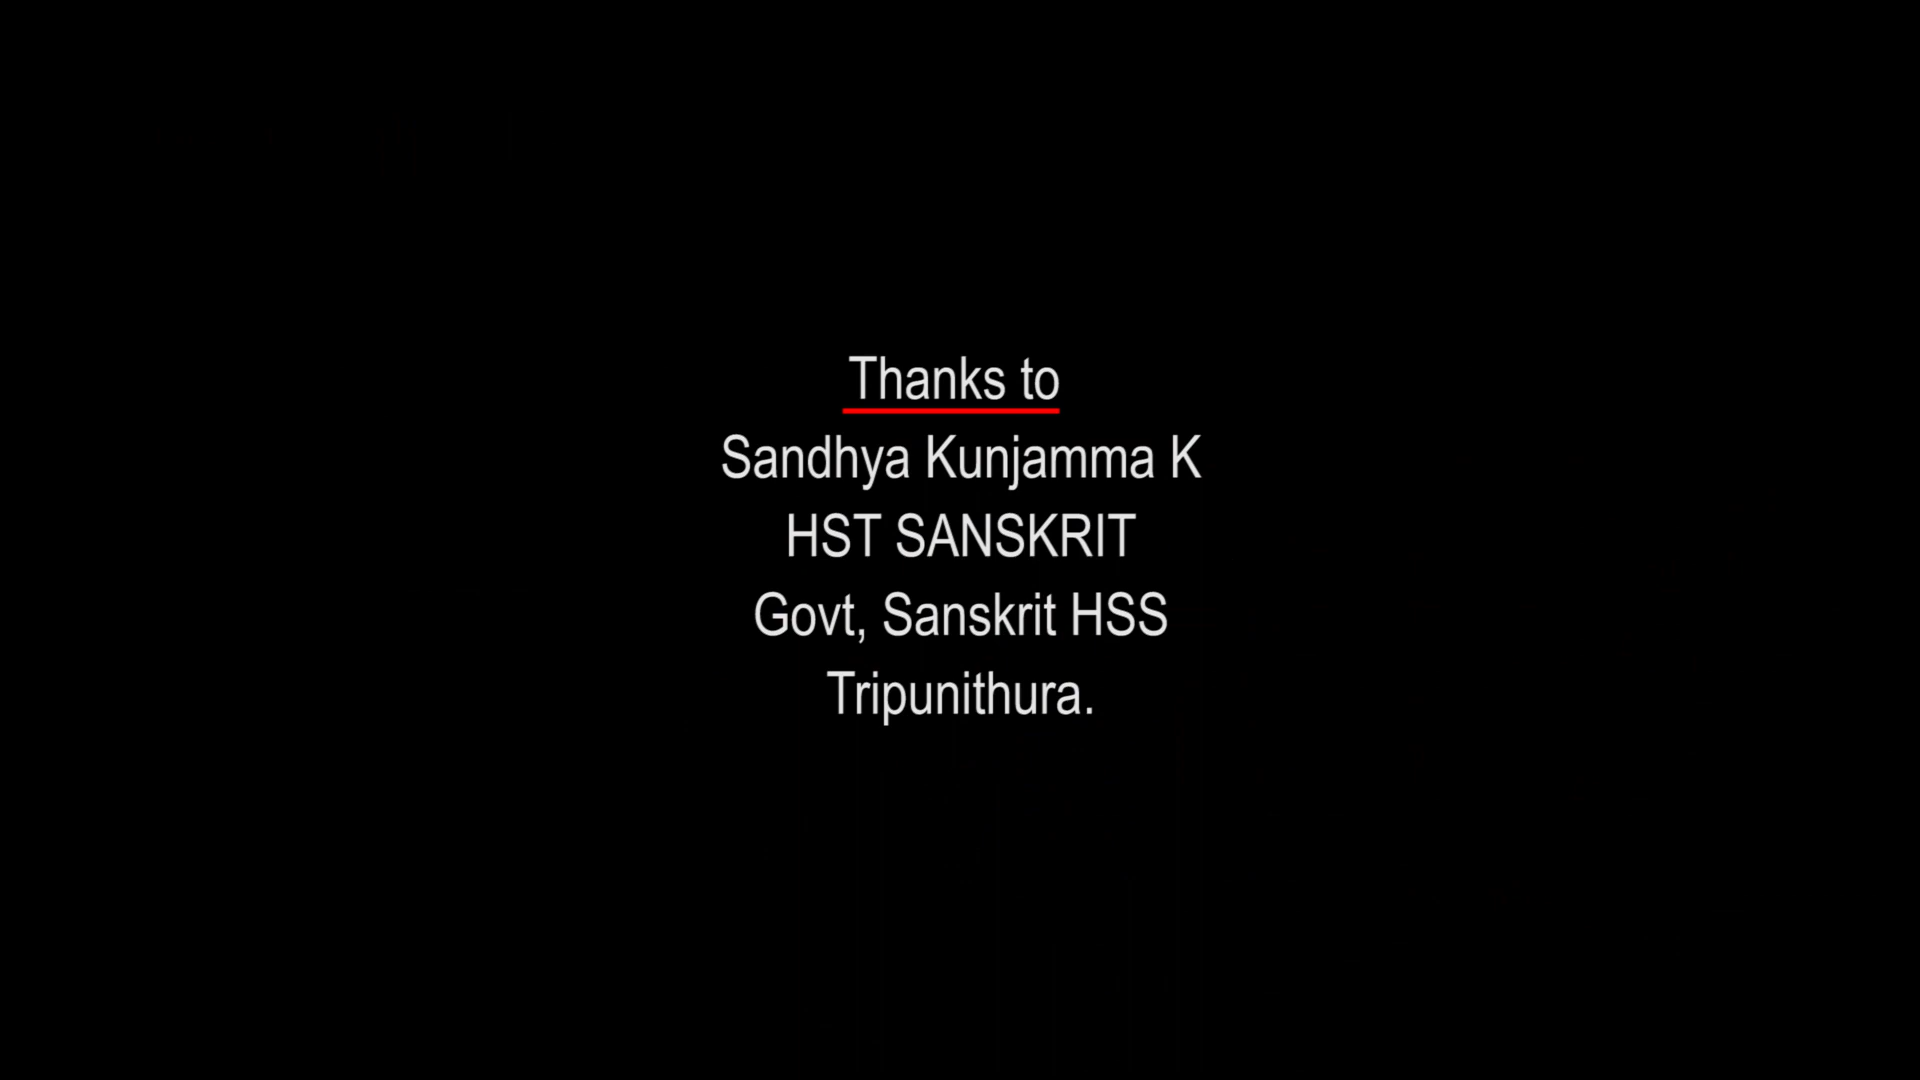 Thanks to
Sandhya Kunjamma K
HST SANSKRIT
Govt, Sanskrit HSS
Tripunithura.